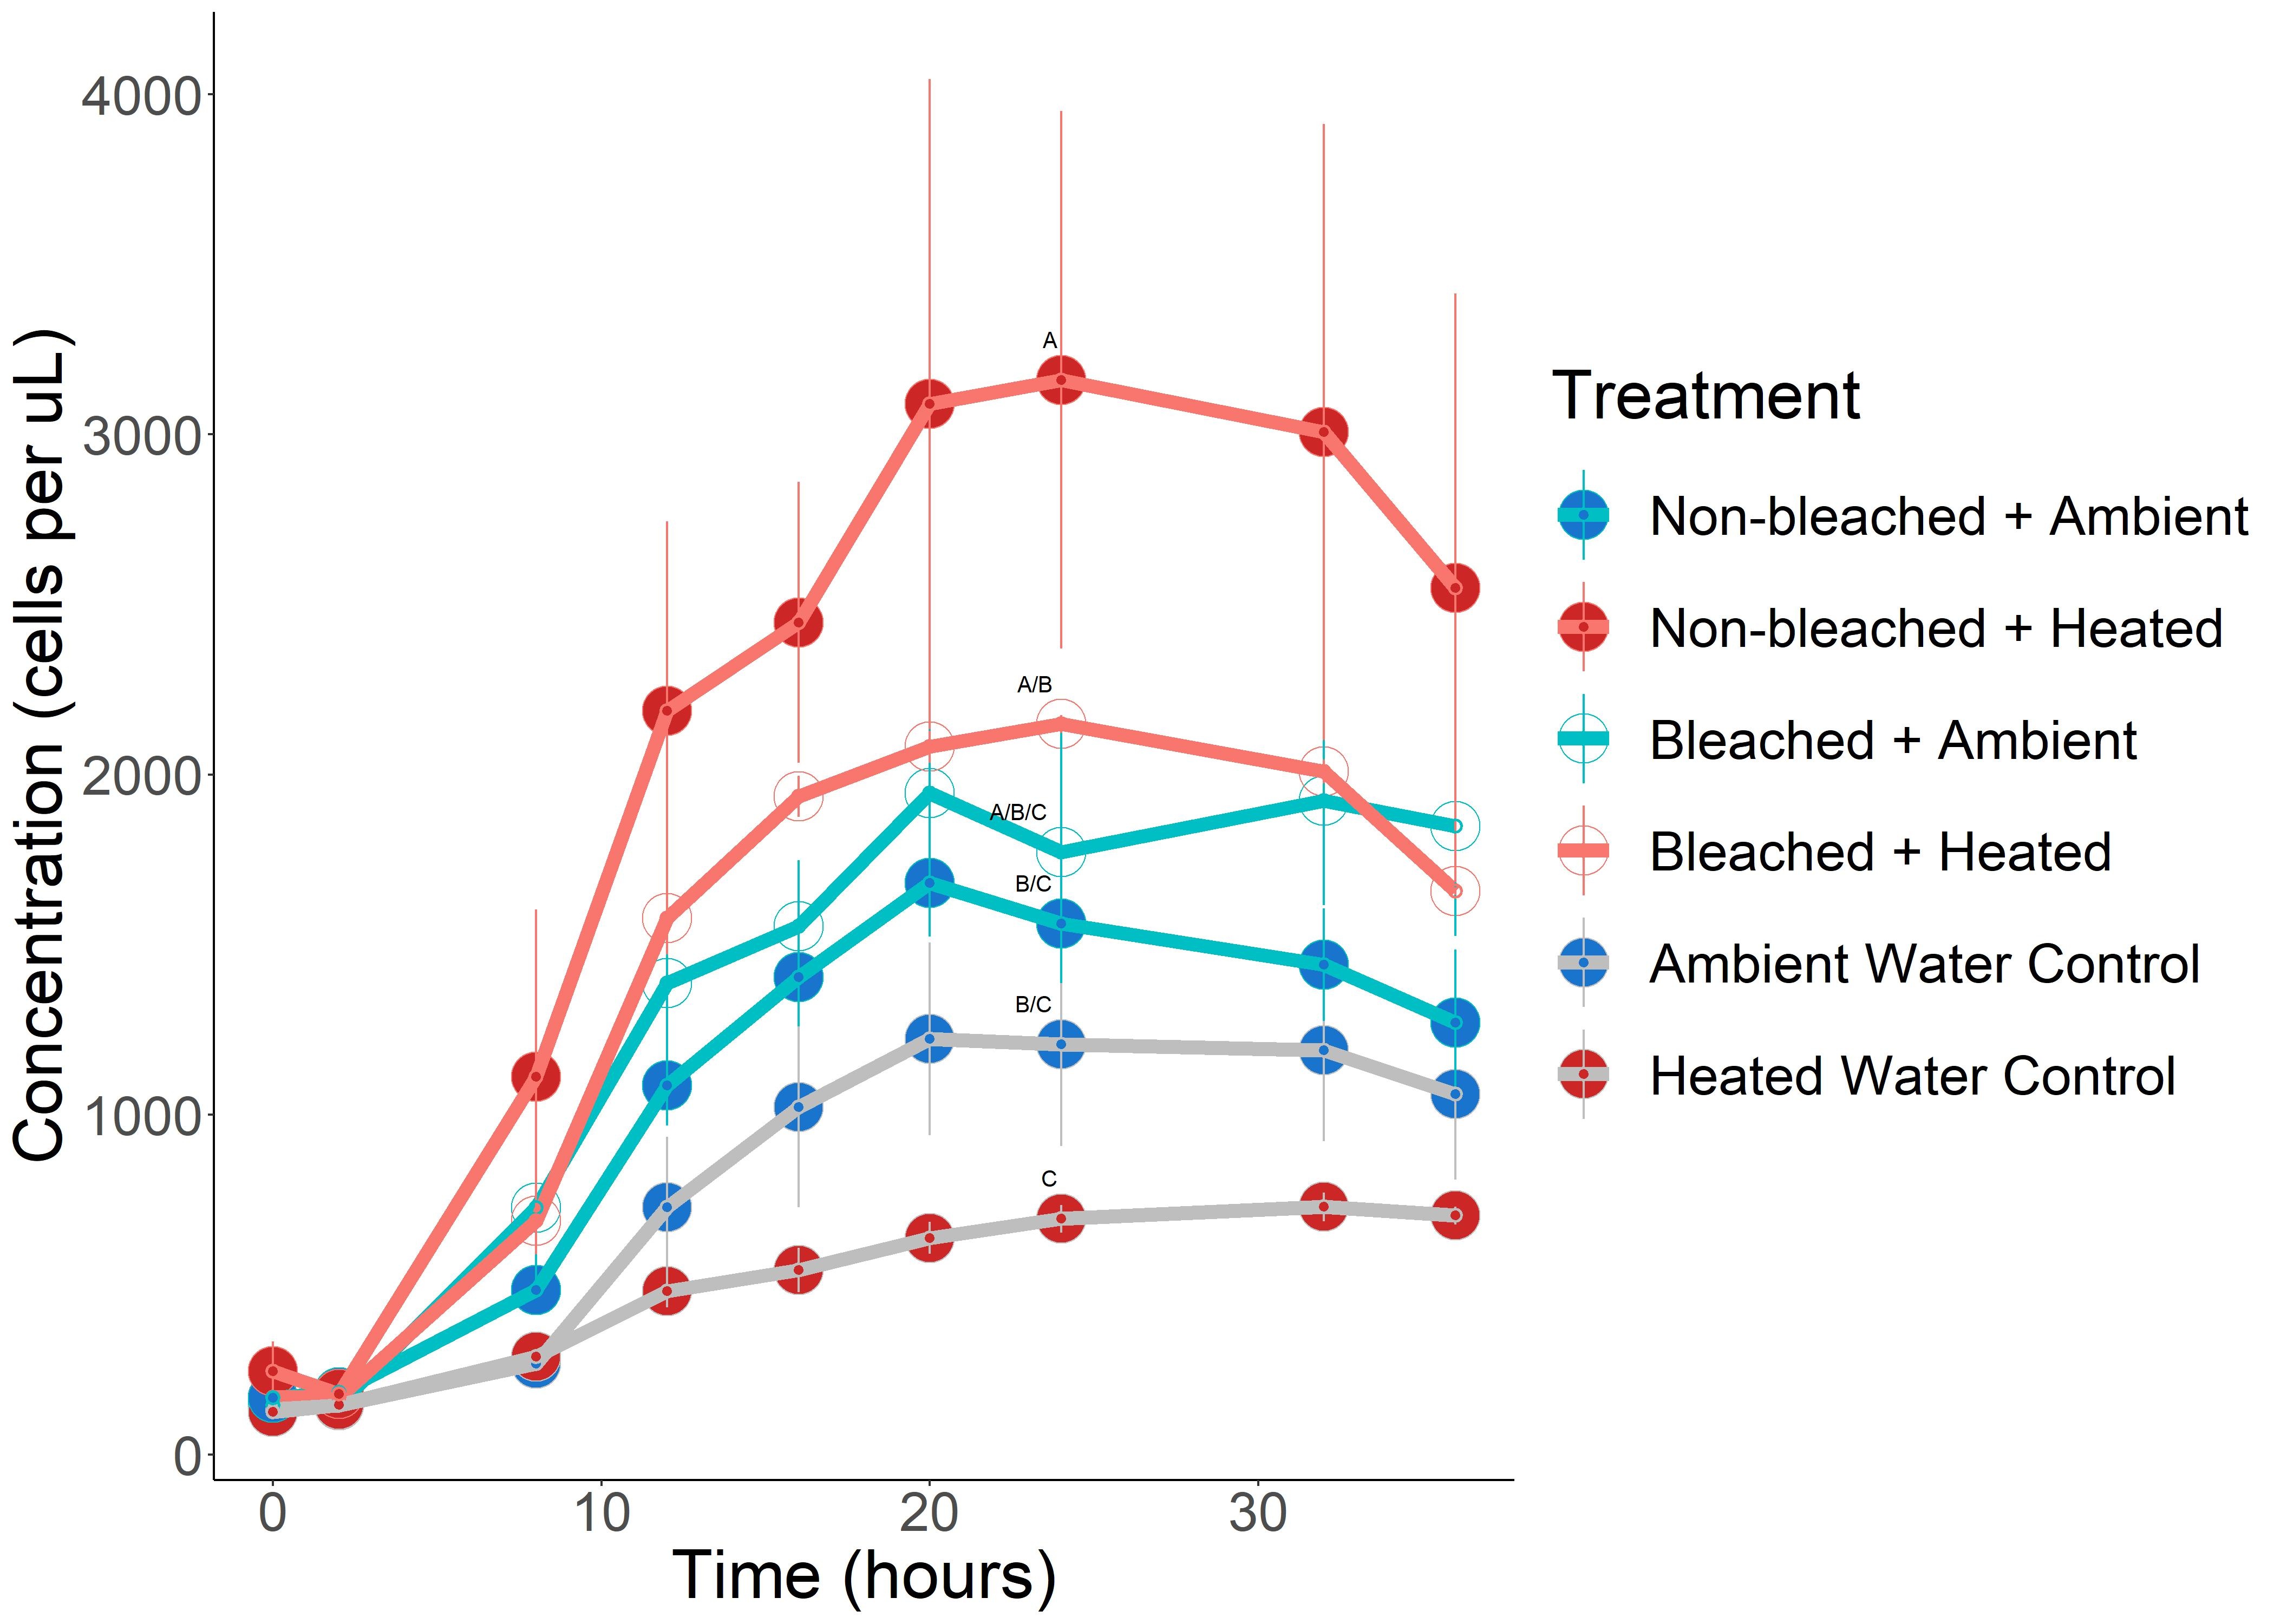 4000
3000
2000
1000
0
Concentration (cells per uL)
A
A/B
A/B/C
B/C
B/C
C
0 10 20 30
Time (hours)
Treatment
Non-bleached + Ambient
Non-bleached + Heated
Bleached + Ambient
Bleached + Heated
Ambient Water Control
Heated Water Control